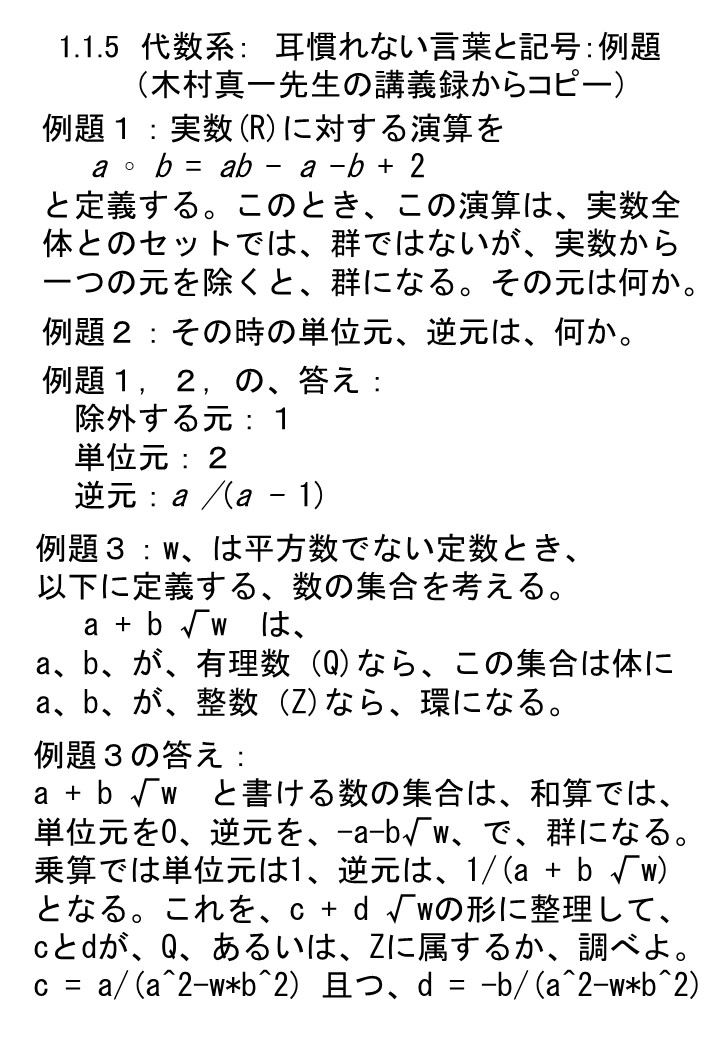 1.1.5 代数系： 耳慣れない言葉と記号：例題
（木村真一先生の講義録からコピー）
例題１：実数(R)に対する演算を
a ◦ b = ab − a −b + 2
と定義する。このとき、この演算は、実数全
体とのセットでは、群ではないが、実数から
一つの元を除くと、群になる。その元は何か。
例題２：その時の単位元、逆元は、何か。
例題１，２，の、答え：
除外する元：１
単位元：２
逆元：a ／(a − 1)
例題３：w、は平方数でない定数とき、
以下に定義する、数の集合を考える。
a + b √w は、
a、b、が、有理数 (Q)なら、この集合は体に
a、b、が、整数 (Z)なら、環になる。
例題３の答え：
a + b √w と書ける数の集合は、和算では、
単位元を0、逆元を、-a-b√w、で、群になる。
乗算では単位元は1、逆元は、1/(a + b √w)
となる。これを、c + d √wの形に整理して、
cとdが、Q、あるいは、Zに属するか、調べよ。
c = a/(a^2-w*b^2) 且つ、d = -b/(a^2-w*b^2)